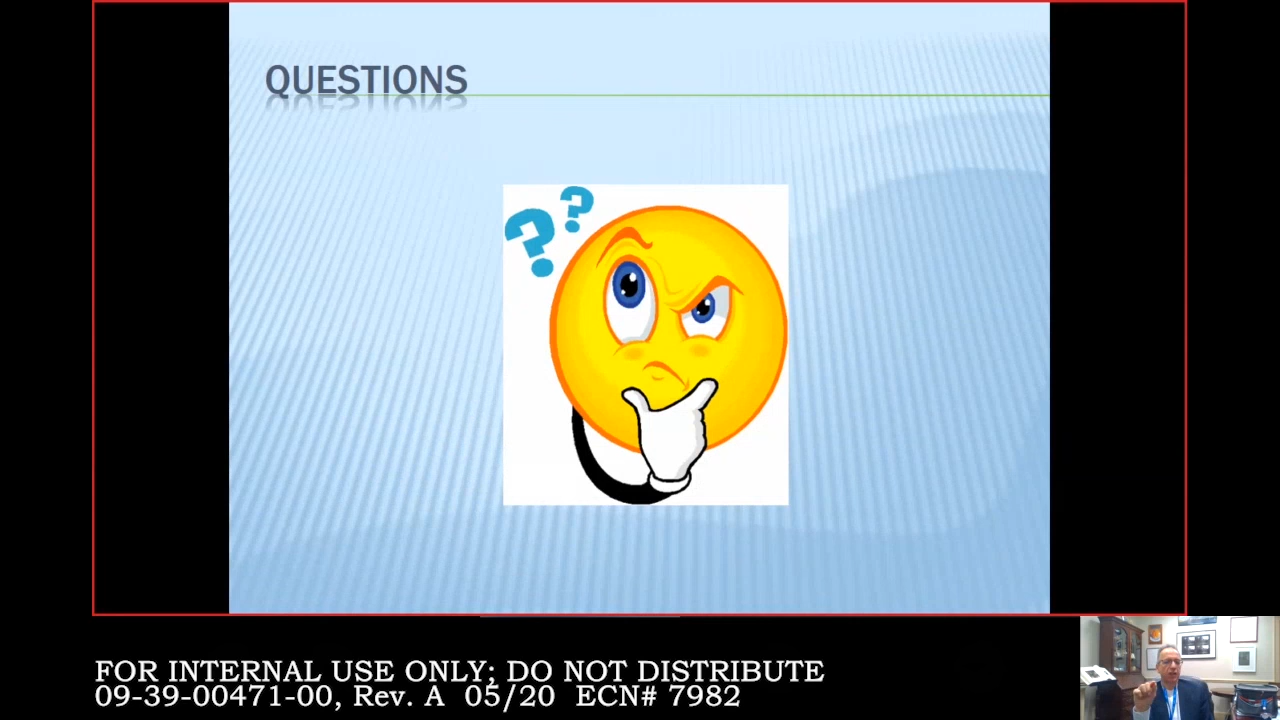 QUESTIONS
? ?
FOR INTERNAL USE ONLY; DO NOT DISTRIBUTE
09-39-00471-00, Rev. A 05/20 ECN# 7982